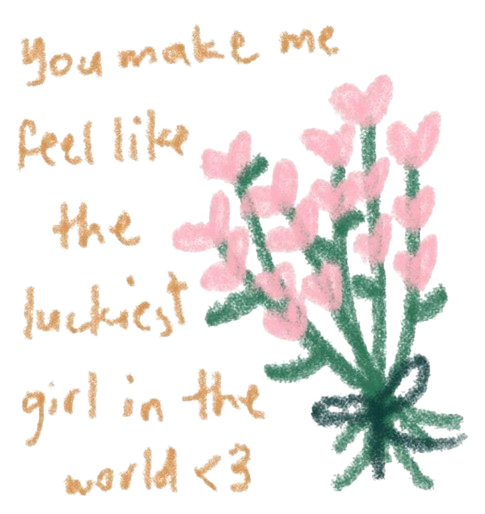 You make me
feel like
the
luckiest
girl in the
world <3